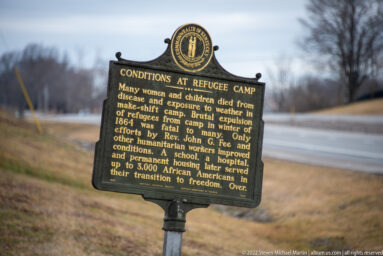 CONDITIONS AT REFUGEE CAMP
Many women and children died from
disease and exposure to weather in
make-shift camp. Brutal expulsion
of refugees from camp in winter of
1864 was fatal to many. Only
efforts by Rev. John G. Fee and
other humanitarian workers improved
conditions. A school, a hospital,
and permanent housing later served
up to 3,000 African Americans in
their transition to freedom. Over.
© 2022 Steven Michael Martin | album.us.com | all rights reserved